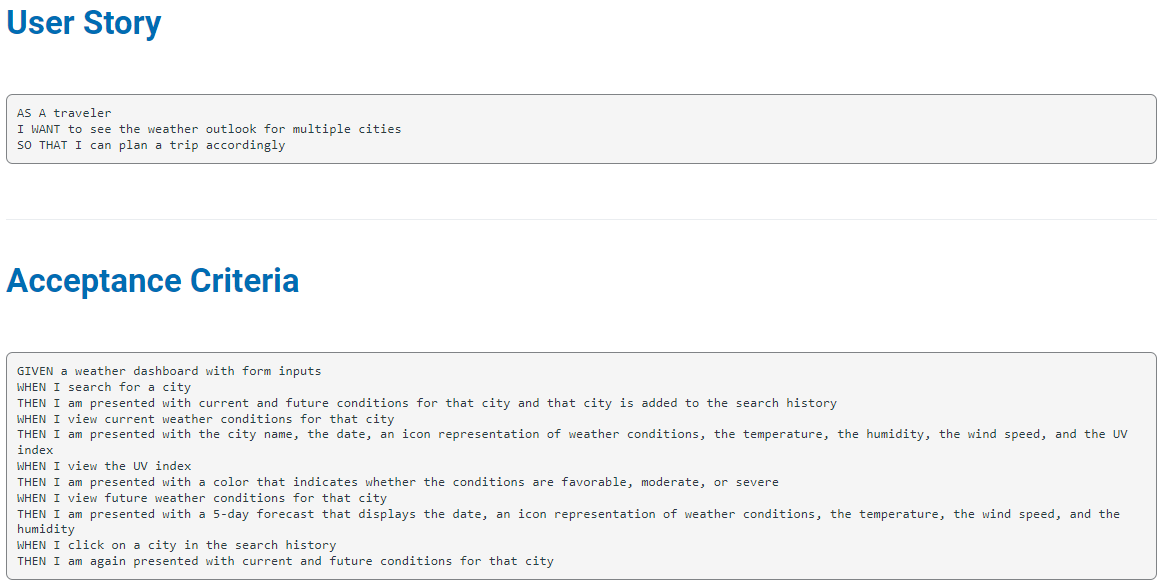 User Story
AS A traveler
I WANT to see the weather outlook for multiple cities
SO THAT I can plan a trip accordingly
Acceptance Criteria
GIVEN a weather dashboard with form inputs
WHEN I search for a city
THEN I am presented with current and future conditions for that city and that city is added to the search history
WHEN I view current weather conditions for that city
THEN I am presented with the city name, the date, an icon representation of weather conditions, the temperature, the humidity, the wind speed, and the UV
index
WHEN I view the UV index
THEN I am presented with a color that indicates whether the conditions are favorable, moderate, or severe
WHEN I view future weather conditions for that city
THEN I am presented with a 5-day forecast that displays the date, an icon representation of weather conditions, the temperature, the wind speed, and the
humidity
WHEN I click on a city in the search history
THEN I am again presented with current and future conditions for that city